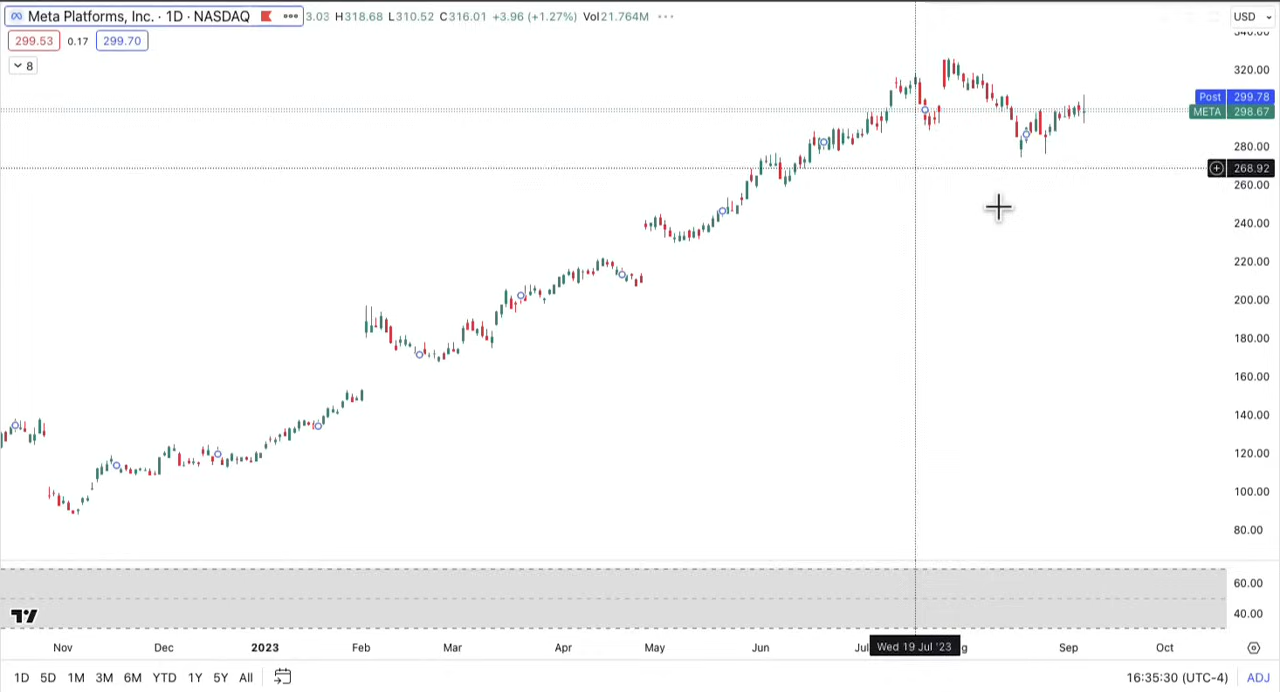 Meta Platforms, Inc. · 1D · NASDAQ ••• 3.03 H318.68 L310.52 C316.01 +3.96 (+1.27%) Vol21.764M •••
USD
299.53 0.17 299.70
340.00
8
320.00
Post 299.78
META 298.67
280.00
268.92
260.00
240.00
220.00
200.00
180.00
160.00
140.00
120.00
100.00
80.00
60.00
40.00
Nov Dec 2023 Feb Mar Apr May Jun Jul Wed 19 Jul '23 g Sep Oct
1D 5D 1M 3M 6M YTD 1Y 5Y All 16:35:30 (UTC-4) ADJ